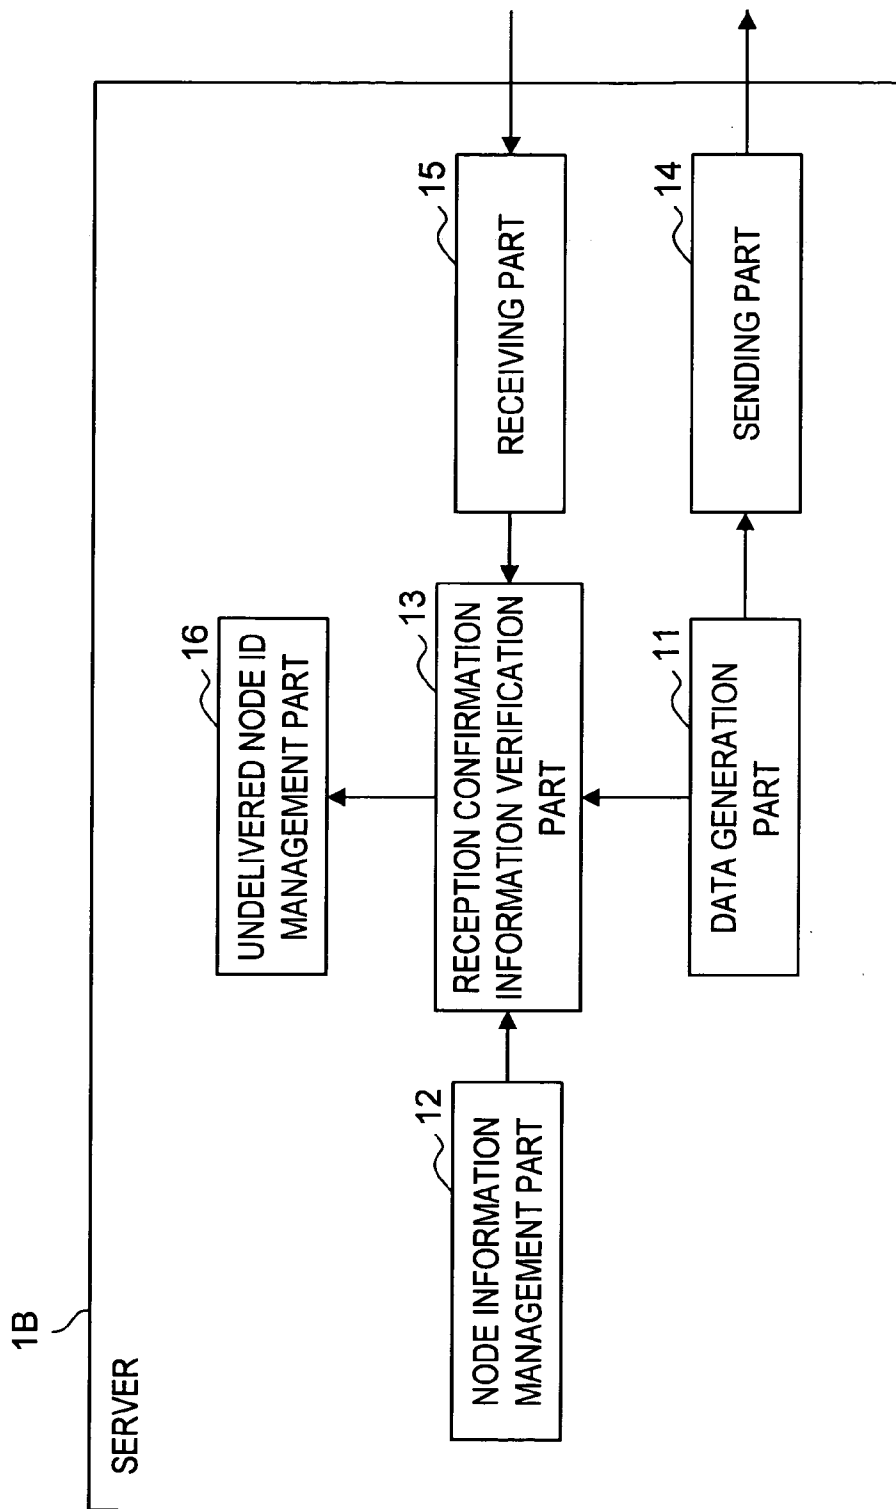 1B
SERVER
16
UNDELIVERED NODE ID
MANAGEMENT PART
12
NODE INFORMATION
MANAGEMENT PART
13
RECEPTION CONFIRMATION
INFORMATION VERIFICATION
PART
15
RECEIVING PART
11
DATA GENERATION
PART
14
SENDING PART